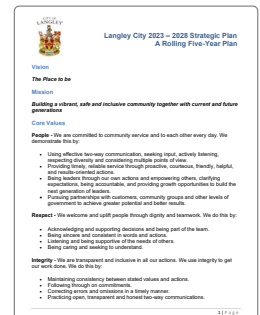 CITY OF
LANGLEY
Langley City 2023 – 2028 Strategic Plan
A Rolling Five-Year Plan
Vision
The Place to be
Mission
Building a vibrant, safe and inclusive community together with current and future
generations
Core Values
People - We are committed to community service and to each other every day. We
demonstrate this by:
• Using effective two-way communication, seeking input, actively listening,
respecting diversity and considering multiple points of view.
• Providing timely, reliable service through proactive, courteous, friendly, helpful,
and results-oriented actions.
• Being leaders through our own actions and empowering others, clarifying
expectations, being accountable, and providing growth opportunities to build the
next generation of leaders.
• Pursuing partnerships with customers, community groups and other levels of
government to achieve greater potential and better results.
Respect - We welcome and uplift people through dignity and teamwork. We do this by:
• Acknowledging and supporting decisions and being part of the team.
• Being sincere and consistent in words and actions.
• Listening and being supportive of the needs of others.
• Being caring and seeking to understand.
Integrity - We are transparent and inclusive in all our actions. We use integrity to get
our work done. We do this by:
• Maintaining consistency between stated values and actions.
• Following through on commitments.
• Correcting errors and omissions in a timely manner.
• Practicing open, transparent and honest two-way communications.
1 | Page